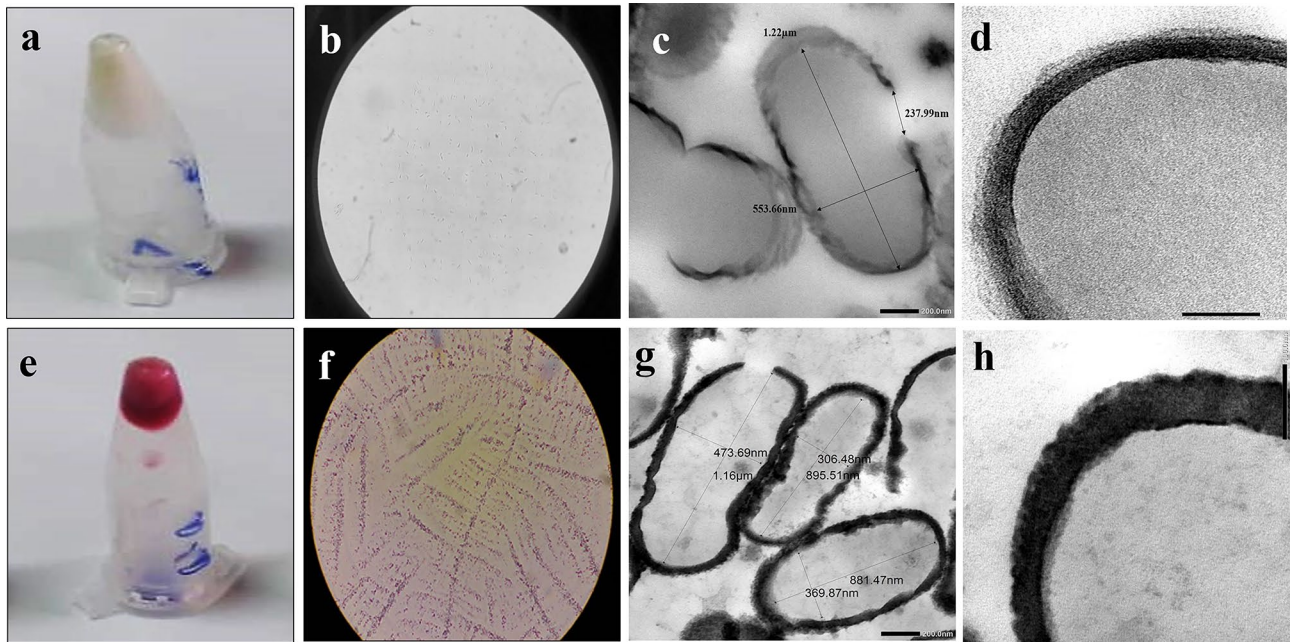 a
b
c
1.22µm
237.99nm
553.66nm
200.0nm
d
e
f
g
473.69nm
1.16µm
306.48nm
895.51nm
881.47nm
369.87nm
200.0nm
h